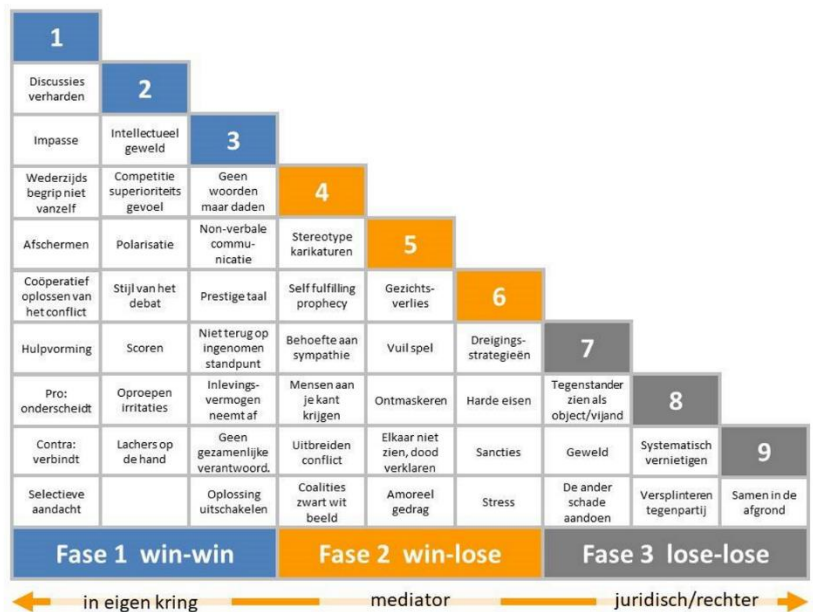 1
Discussies
verharden
2
Impasse
Intellectueel
geweld
3
Wederzijds
begrip niet
vanzelf
Competitie
superioriteits
gevoel
Geen
woorden
maar daden
4
Afschermen
Polarisatie
Non-verbale
commu-
nicatie
Stereotype
karikaturen
5
Coöperatief
oplossen van
het conflict
Stijl van het
debat
Prestige taal
Self fulfilling
prophecy
Gezichts-
verlies
6
Hulpvorming
Scoren
Niet terug op
ingenomen
standpunt
Behoefte aan
sympathie
Vuil spel
Dreigings-
strategieën
7
Pro:
onderscheidt
Oproepen
irritaties
Inlevings-
vermogen
neemt af
Mensen aan
je kant
krijgen
Ontmaskeren
Harde eisen
Tegenstander
zien als
object/vijand
8
Contra:
verbindt
Lachers op
de hand
Geen
gezamenlijke
verantwoord.
Uitbreiden
conflict
Elkaar niet
zien, dood
verklaren
Sancties
Geweld
Systematisch
vernietigen
9
Selectieve
aandacht
Oplossing
uitschakelen
Coalities
zwart wit
beeld
Amoreel
gedrag
Stress
De ander
schade
aandoen
Versplinteren
tegenpartij
Samen in de
afgrond
Fase 1 win-win
Fase 2 win-lose
Fase 3 lose-lose
in eigen kring
mediator
juridisch/rechter